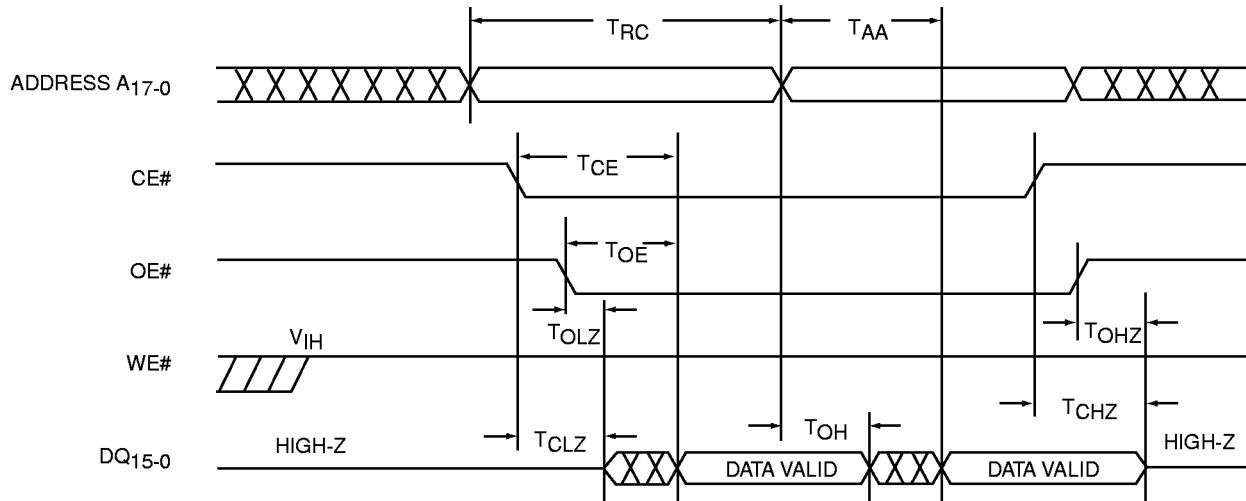 TRC TAA
ADDRESS A17-0
TCE
CE#
TOE
OE#
TOLZ TOHZ
VIH
WE#
TCHZ
HIGH-Z TCLZ TOH HIGH-Z
DQ15-0 DATA VALID DATA VALID